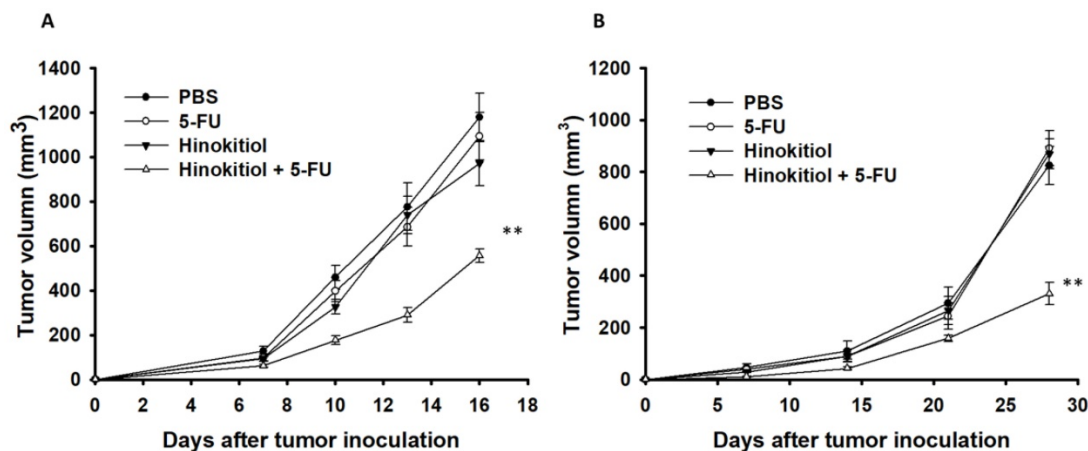 A
Tumor volumn (mm³)
1400
1200
1000
800
600
400
200
0
PBS
5-FU
Hinokitiol
Hinokitiol + 5-FU
**
0 2 4 6 8 10 12 14 16 18
Days after tumor inoculation
B
Tumor volumn (mm³)
1200
1000
800
600
400
200
0
PBS
5-FU
Hinokitiol
Hinokitiol + 5-FU
**
0 5 10 15 20 25 30
Days after tumor inoculation